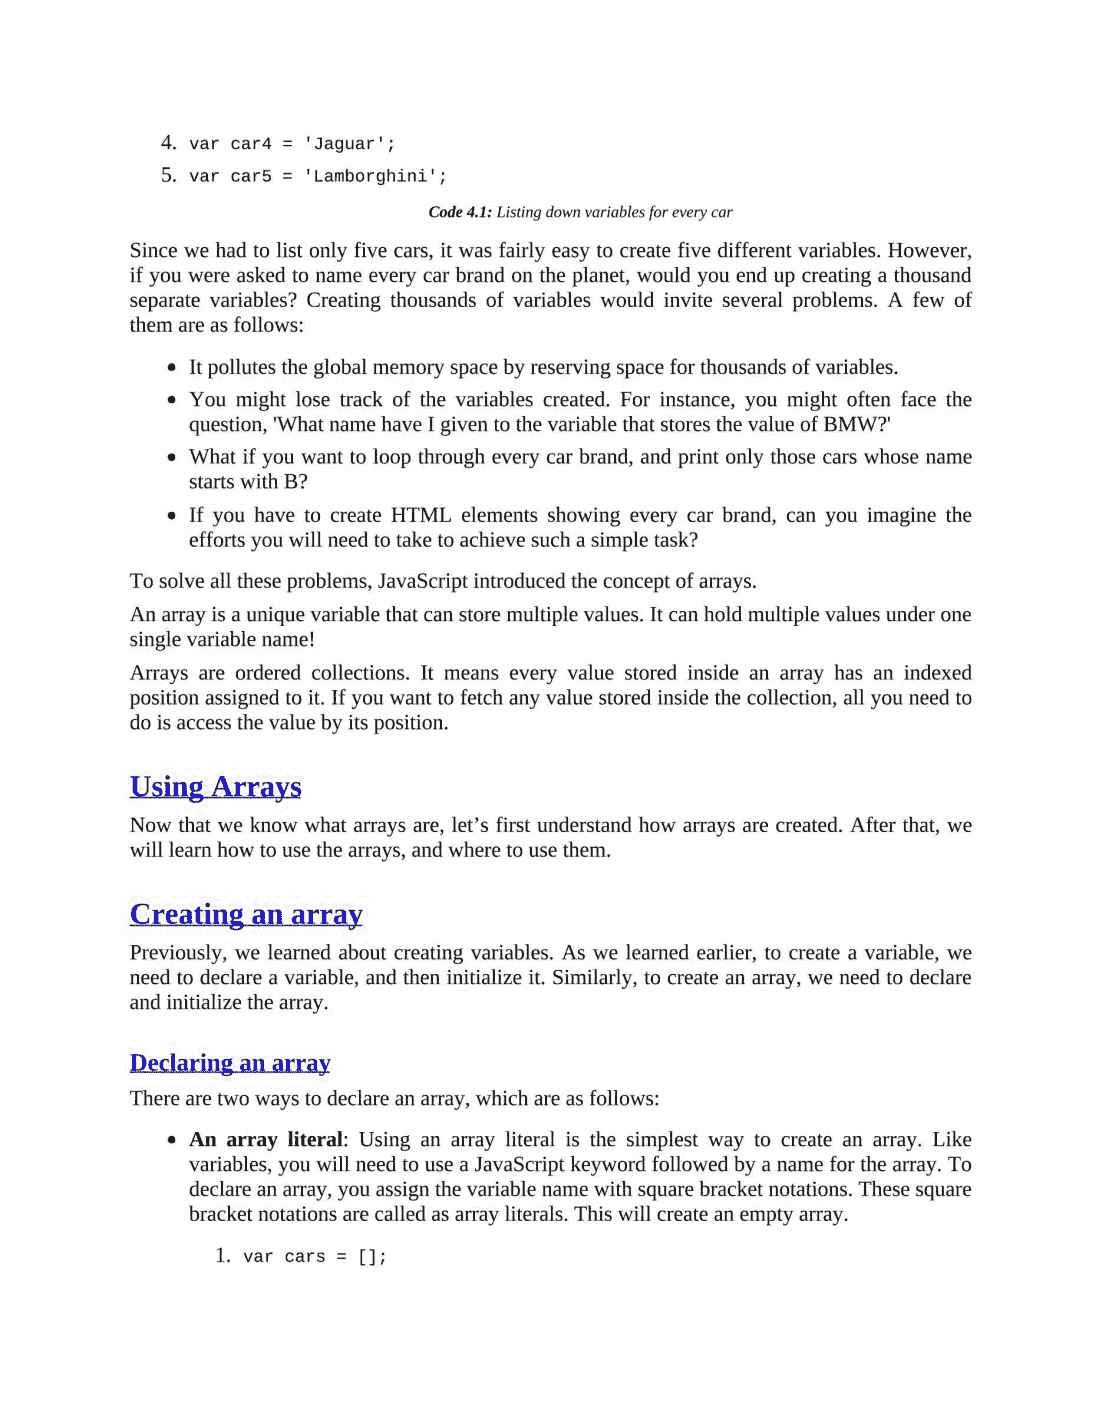 4. var car4 = 'Jaguar';
5. var car5 = 'Lamborghini';
Code 4.1: Listing down variables for every car
Since we had to list only five cars, it was fairly easy to create five different variables. However,
if you were asked to name every car brand on the planet, would you end up creating a thousand
separate variables? Creating thousands of variables would invite several problems. A few of
them are as follows:
• It pollutes the global memory space by reserving space for thousands of variables.
• You might lose track of the variables created. For instance, you might often face the
question, 'What name have I given to the variable that stores the value of BMW?'
• What if you want to loop through every car brand, and print only those cars whose name
starts with B?
• If you have to create HTML elements showing every car brand, can you imagine the
efforts you will need to take to achieve such a simple task?
To solve all these problems, JavaScript introduced the concept of arrays.
An array is a unique variable that can store multiple values. It can hold multiple values under one
single variable name!
Arrays are ordered collections. It means every value stored inside an array has an indexed
position assigned to it. If you want to fetch any value stored inside the collection, all you need to
do is access the value by its position.
Using Arrays
Now that we know what arrays are, let’s first understand how arrays are created. After that, we
will learn how to use the arrays, and where to use them.
Creating an array
Previously, we learned about creating variables. As we learned earlier, to create a variable, we
need to declare a variable, and then initialize it. Similarly, to create an array, we need to declare
and initialize the array.
Declaring an array
There are two ways to declare an array, which are as follows:
• An array literal: Using an array literal is the simplest way to create an array. Like
variables, you will need to use a JavaScript keyword followed by a name for the array. To
declare an array, you assign the variable name with square bracket notations. These square
bracket notations are called as array literals. This will create an empty array.
1. var cars = [];